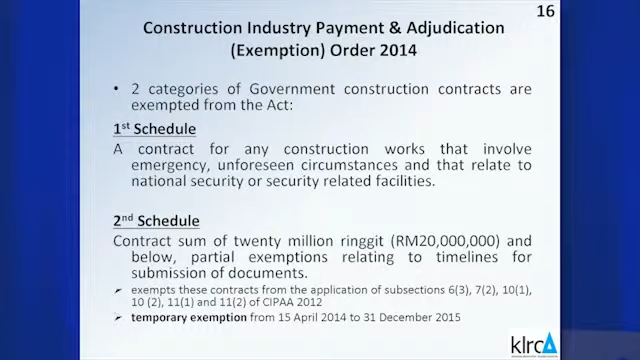 16
Construction Industry Payment & Adjudication
(Exemption) Order 2014
• 2 categories of Government construction contracts are
exempted from the Act:
1st Schedule
A contract for any construction works that involve
emergency, unforeseen circumstances and that relate to
national security or security related facilities.
2nd Schedule
Contract sum of twenty million ringgit (RM20,000,000) and
below, partial exemptions relating to timelines for
submission of documents.
➢ exempts these contracts from the application of subsections 6(3), 7(2), 10(1),
10 (2), 11(1) and 11(2) of CIPAA 2012
➢ temporary exemption from 15 April 2014 to 31 December 2015
klrca